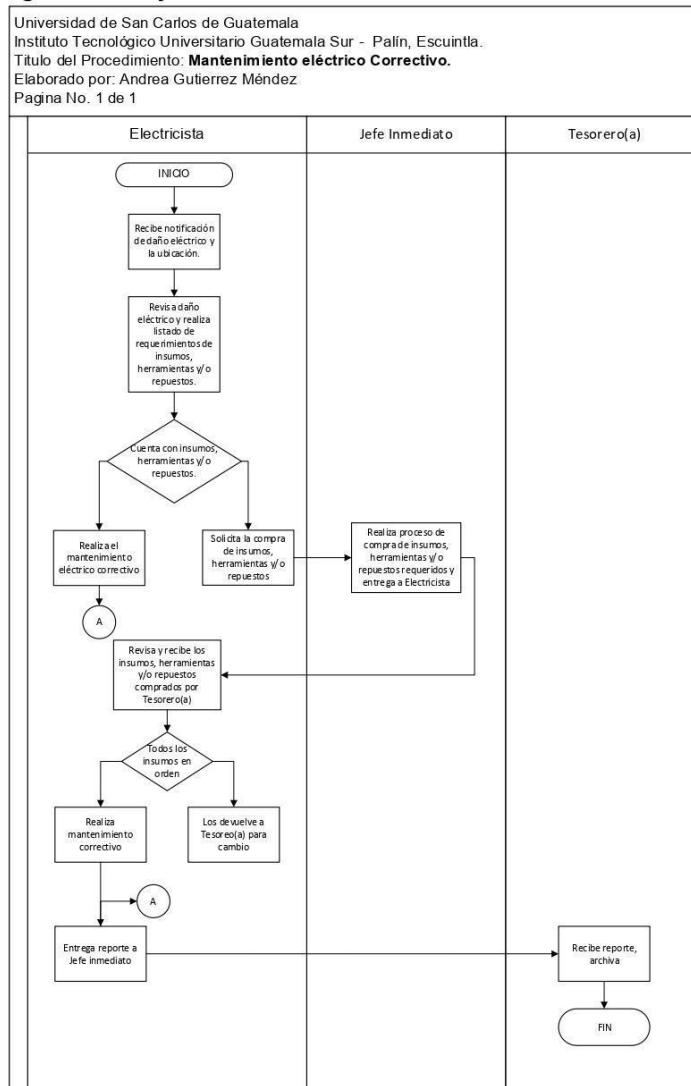 Universidad de San Carlos de Guatemala
Instituto Tecnológico Universitario Guatemala Sur - Palín, Escuintla.
Titulo del Procedimiento: Mantenimiento eléctrico Correctivo.
Elaborado por: Andrea Gutierrez Méndez
Pagina No. 1 de 1
Electricista
Jefe Inmediato
Tesorero(a)
INICIO
Recibe notificación
de daño eléctrico y
la ubicación.
Revisa daño
eléctrico y realiza
listado de
requerimientos de
insumos,
herramientas y/o
repuestos.
Cuenta con insumos,
herramientas y/o
repuestos.
Realiza el
mantenimiento
eléctrico correctivo
Solicita la compra
de insumos,
herramientas y/o
repuestos
Realiza proceso de
compra de insumos,
herramientas y/o
repuestos requeridos y
entrega a Electricista
A
Revisa y recibe los
insumos, herramientas
y/o repuestos
comprados por
Tesorero(a)
Todos los
insumos en
orden
Realiza
mantenimiento
correctivo
Los devuelve a
Tesoreo(a) para
cambio
A
Entrega reporte a
Jefe inmediato
Recibe reporte,
archiva
FIN